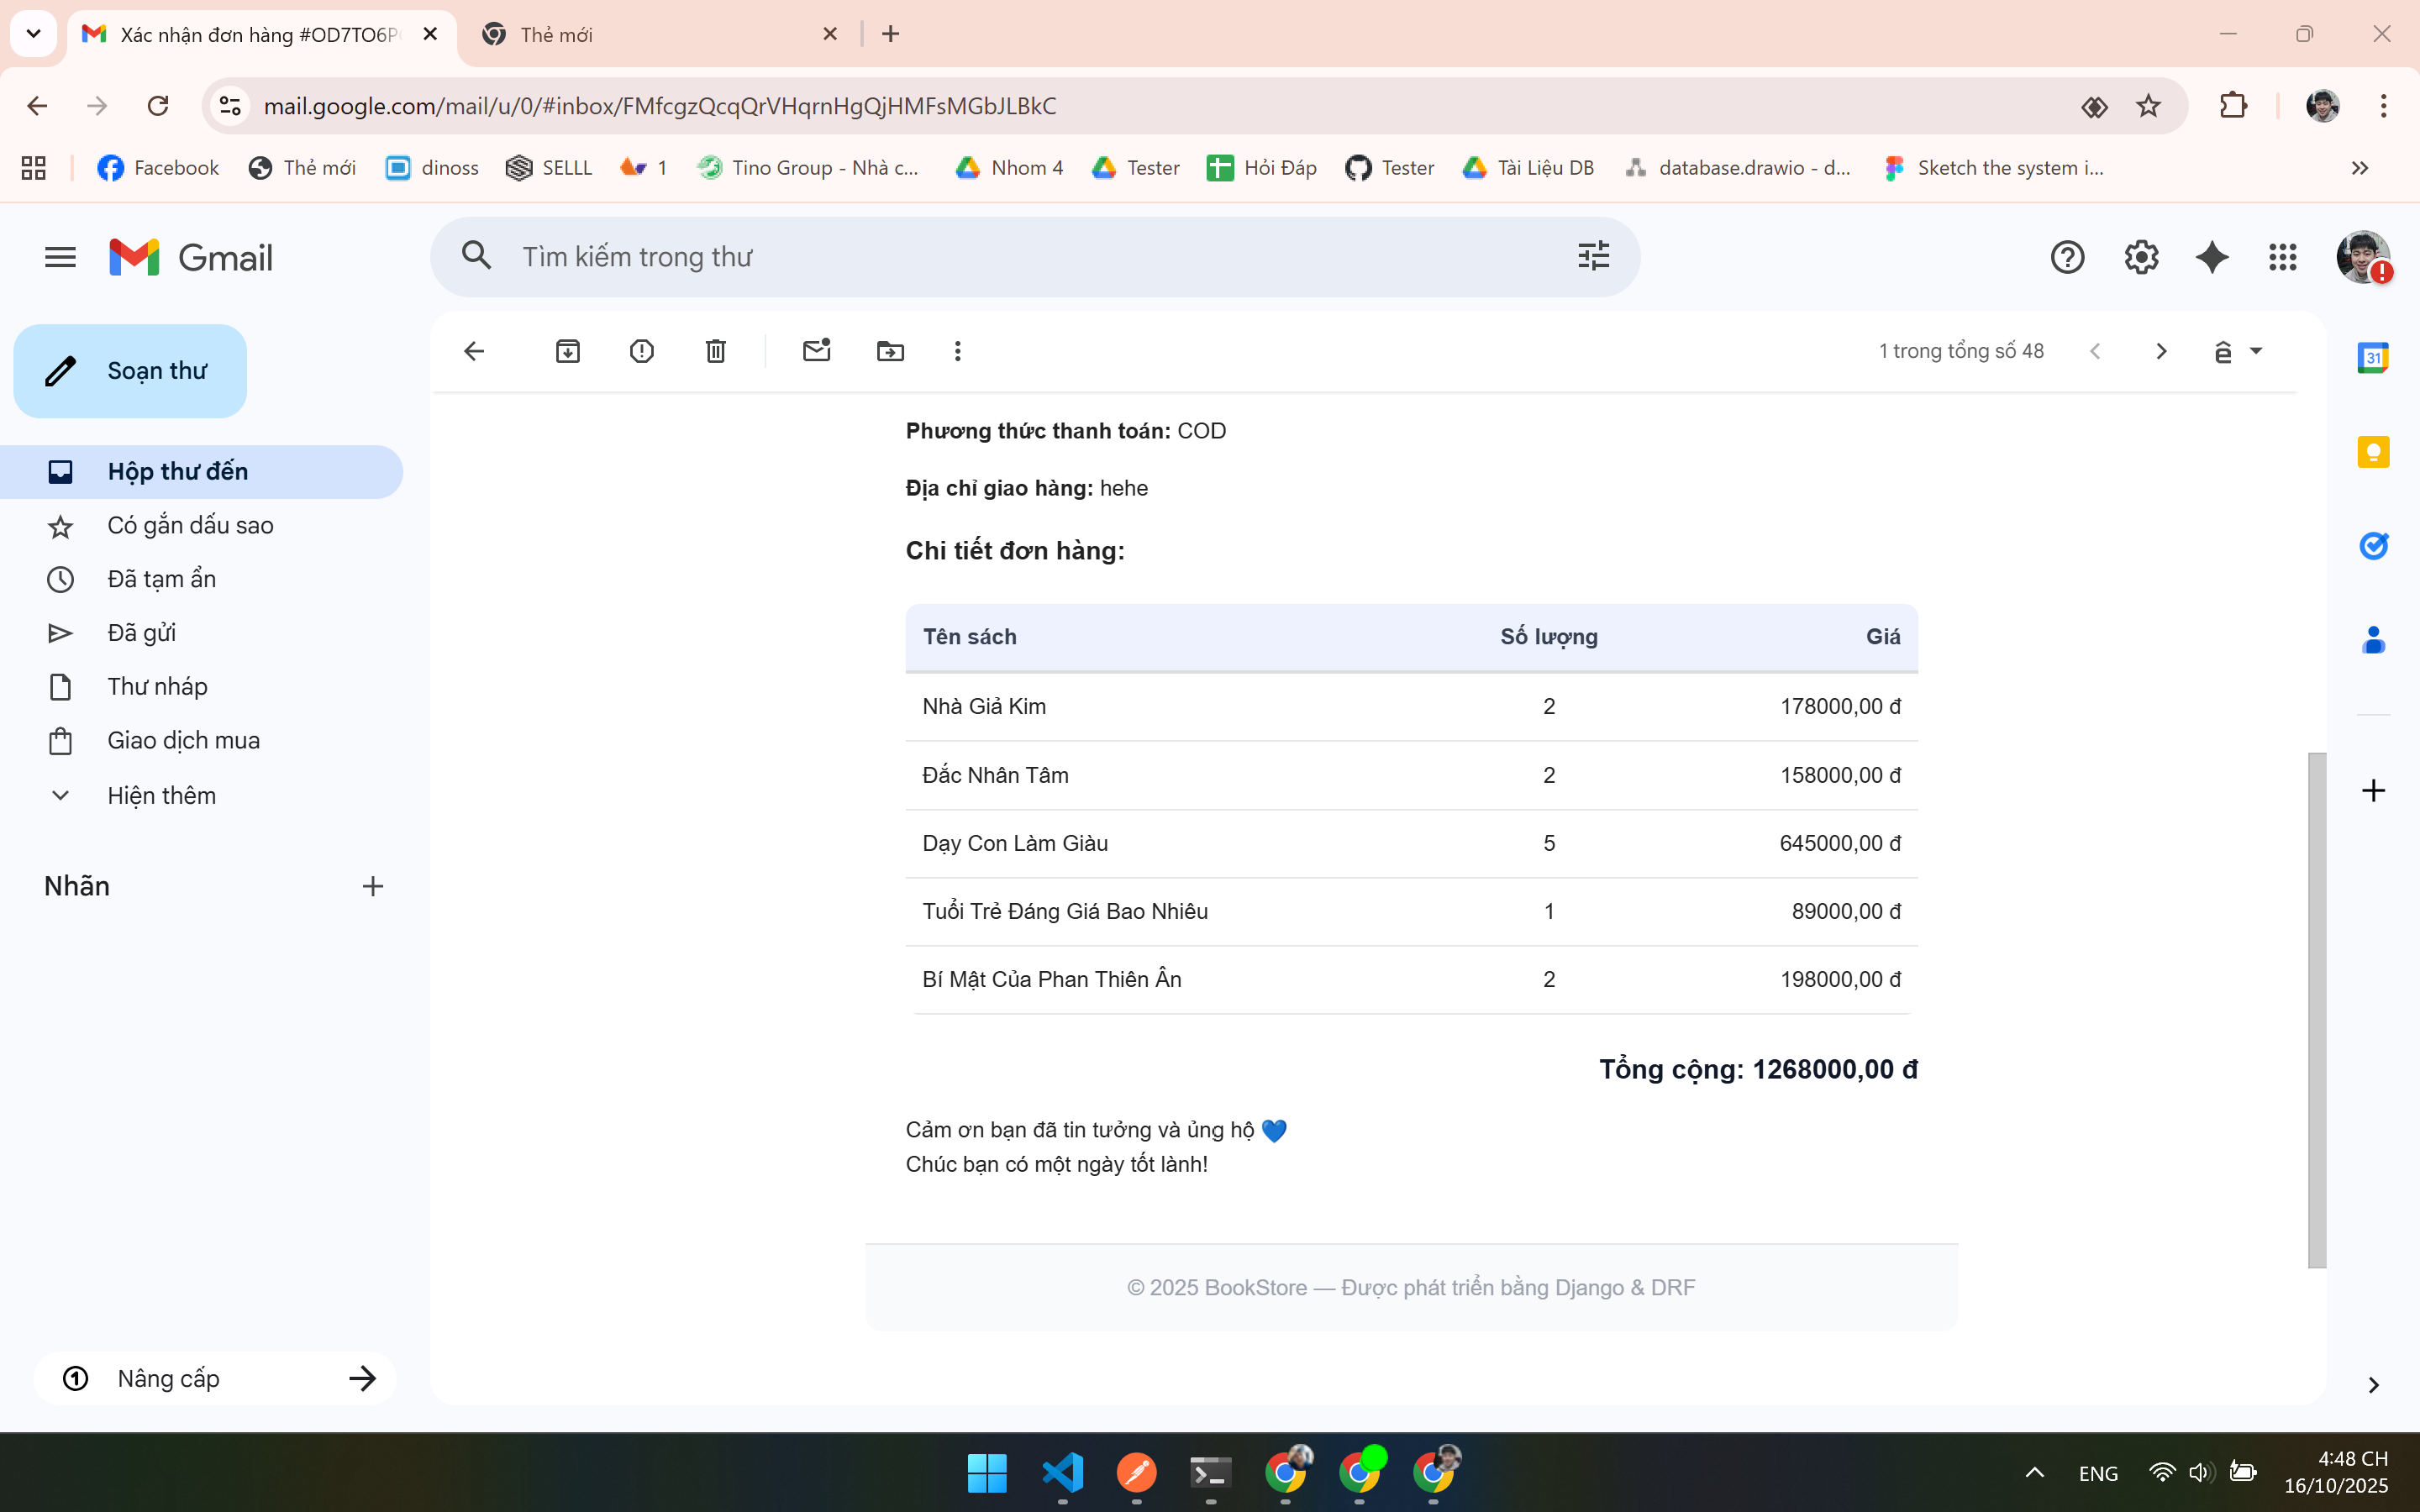 Xác nhận đơn hàng #OD7TO6P
Thẻ mới
mail.google.com/mail/u/0/#inbox/FMfcgzQcqQrVHqrnHgQjHMFsMGbJLBkC
Facebook
Thẻ mới
dinoss
SELLL
1
Tino Group - Nhà c...
Nhom 4
Tester
Hỏi Đáp
Tester
Tài Liệu DB
database.drawio - d...
Sketch the system i...
Gmail
Tìm kiếm trong thư
Soạn thư
1 trong tổng số 48
ê
31
Hộp thư đến
Có gắn dấu sao
Đã tạm ẩn
Đã gửi
Thư nháp
Giao dịch mua
Hiện thêm
Nhãn
Nâng cấp
Phương thức thanh toán: COD
Địa chỉ giao hàng: hehe
Chi tiết đơn hàng:
Tên sách Số lượng Giá
Nhà Giả Kim 2 178000,00 đ
Đắc Nhân Tâm 2 158000,00 đ
Dạy Con Làm Giàu 5 645000,00 đ
Tuổi Trẻ Đáng Giá Bao Nhiêu 1 89000,00 đ
Bí Mật Của Phan Thiên Ân 2 198000,00 đ
Tổng cộng: 1268000,00 đ
Cảm ơn bạn đã tin tưởng và ủng hộ 💙
Chúc bạn có một ngày tốt lành!
© 2025 BookStore — Được phát triển bằng Django & DRF
ENG
4:48 CH
16/10/2025